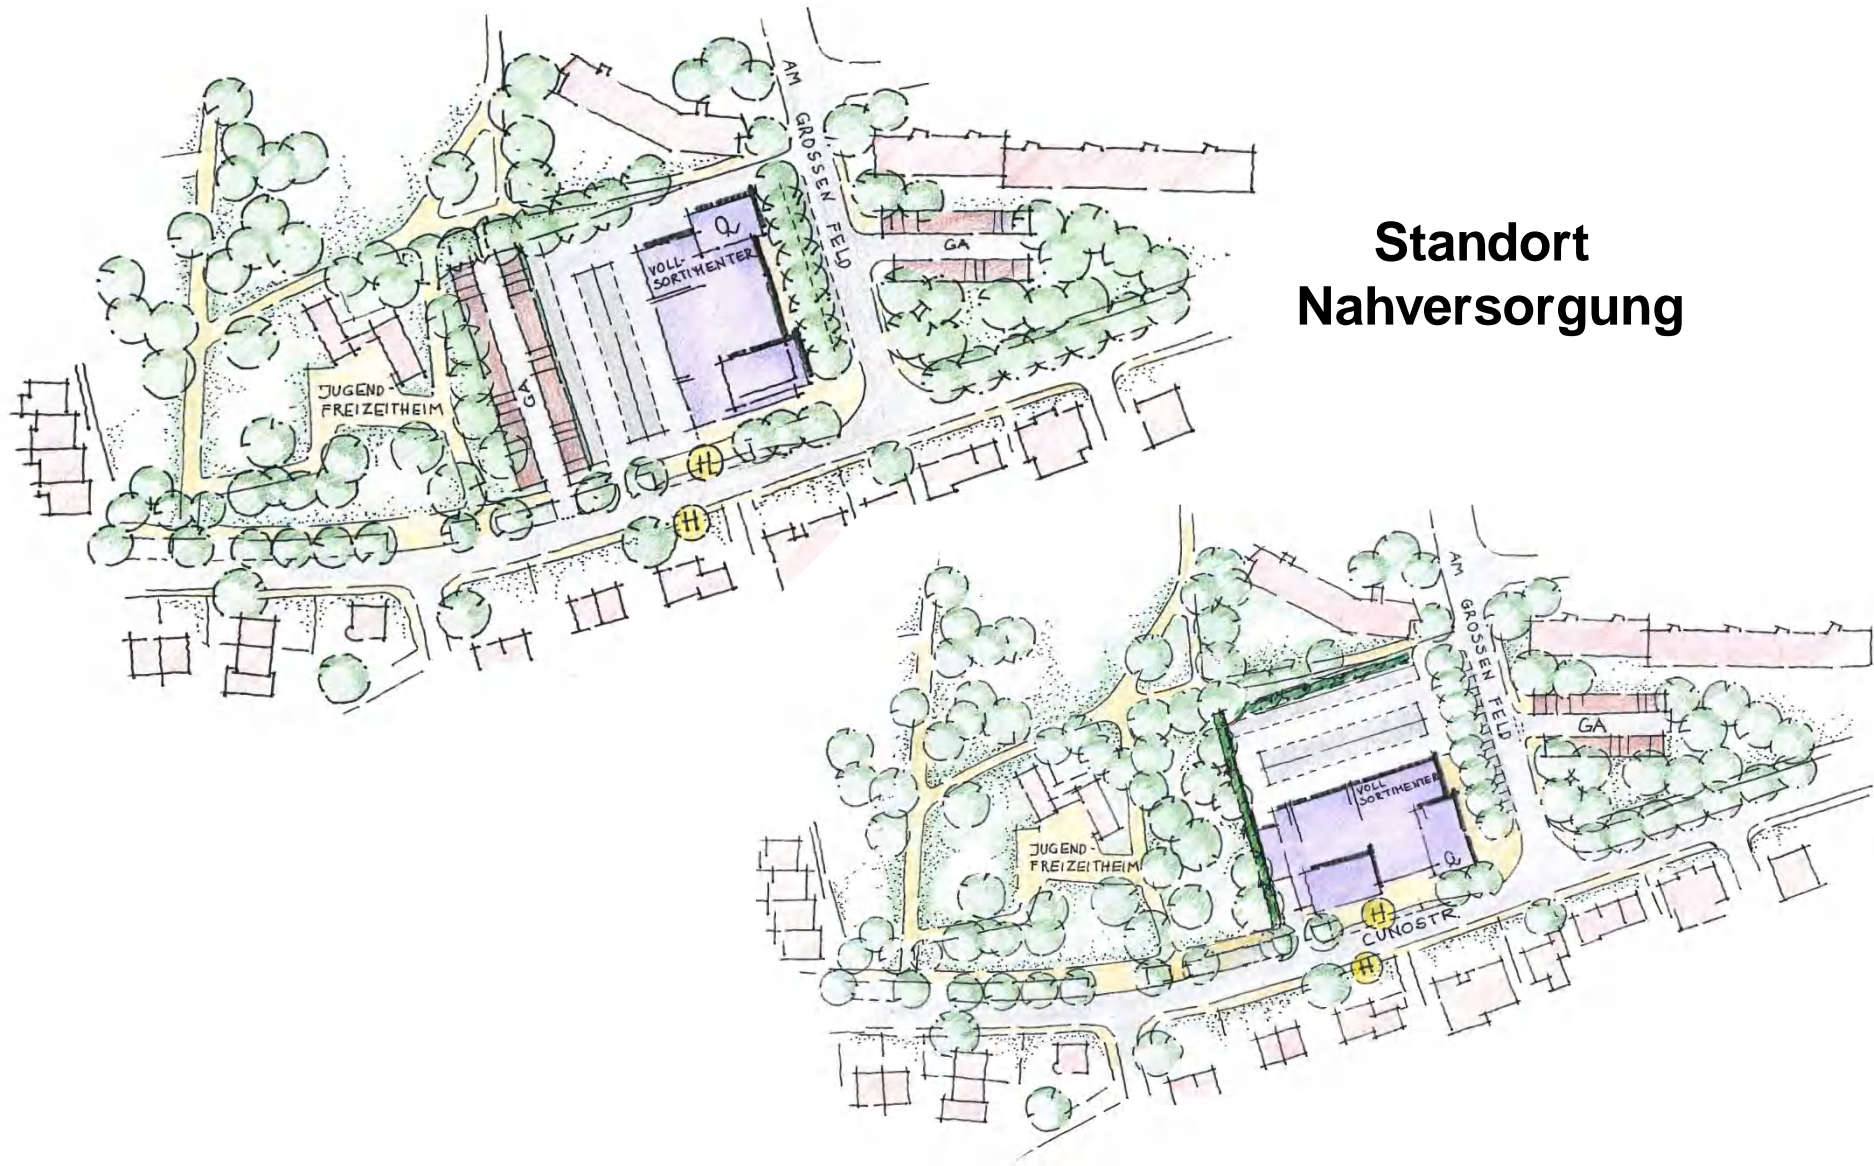 Standort
Nahversorgung
AM
GROSSEN FELD
Q
VOLL-
SORTIMENTER
GA
GA
JUGEND-
FREIZEITHEIM
H
H
AM
GROSSEN FELD
GA
VOLL
SORTIMENTER
Q
JUGEND-
FREIZEITHEIM
H
CUNOSTR.
H